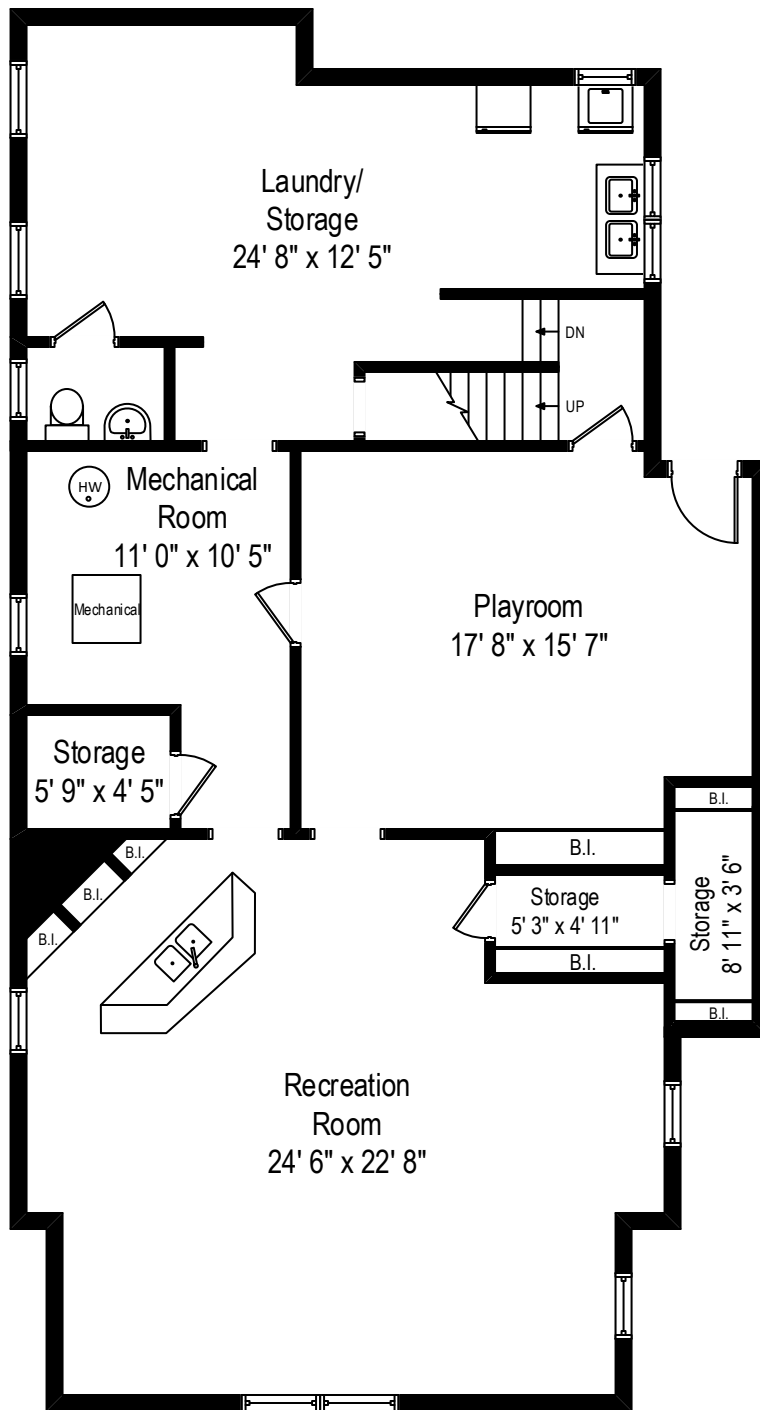 Laundry/
Storage
24' 8" x 12' 5"
DN
UP
HW
Mechanical
Room
11' 0" x 10' 5"
Mechanical
Playroom
17' 8" x 15' 7"
Storage
5' 9" x 4' 5"
B.I.
B.I.
B.I.
B.I.
Storage
5' 3" x 4' 11"
B.I.
B.I.
Storage
8' 11" x 3' 6"
B.I.
Recreation
Room
24' 6" x 22' 8"